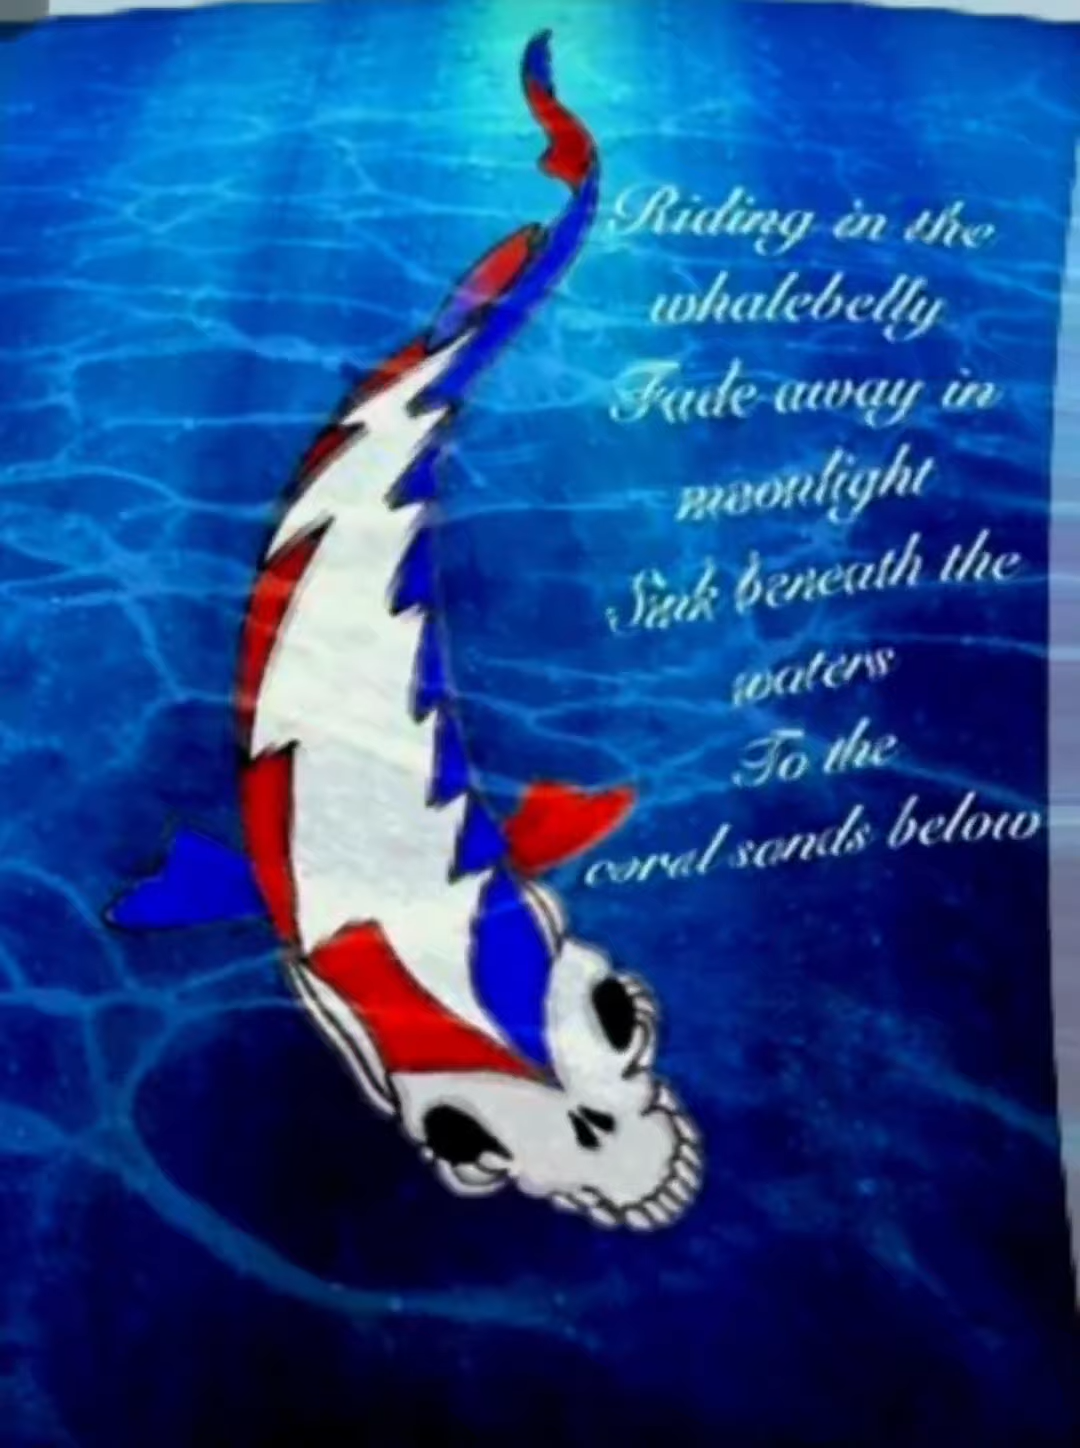 Riding in the
whalebelly
Fade away in
moonlight
Sink beneath the
waters
To the
coral sands below